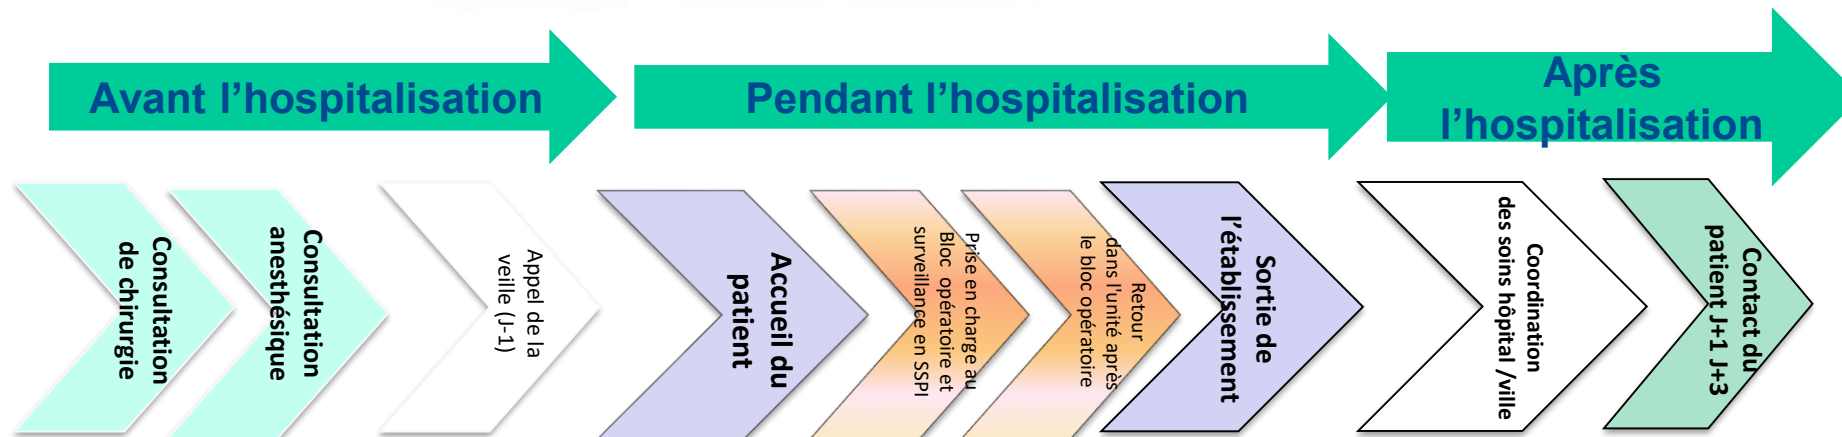 Avant l’hospitalisation
Pendant l’hospitalisation
Après
l’hospitalisation
Consultation
de chirurgie
Consultation
anesthésique
Appel de la
veille (J-1)
Accueil du
patient
Prise en charge au
Bloc opératoire et
surveillance en SSPI
Retour
dans l'unité après
le bloc opératoire
Sortie de
l’établissement
Coordination
des soins hôpital /ville
Contact du
patient J+1 J+3